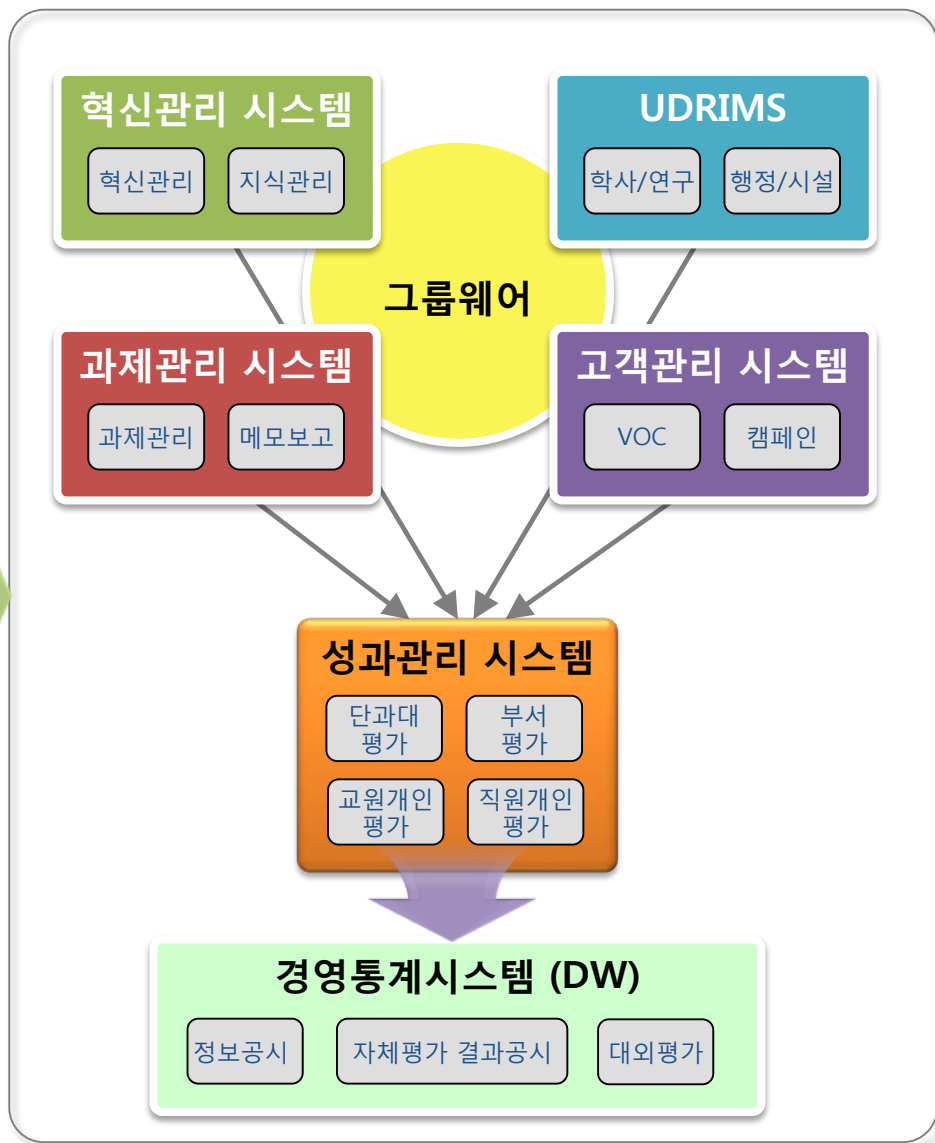 혁신관리 시스템
혁신관리
지식관리
UDRIMS
학사/연구
행정/시설
그룹웨어
과제관리 시스템
과제관리
메모보고
고객관리 시스템
VOC
캠페인
성과관리 시스템
단과대
평가
부서
평가
교원개인
평가
직원개인
평가
경영통계시스템 (DW)
정보공시
자체평가 결과공시
대외평가